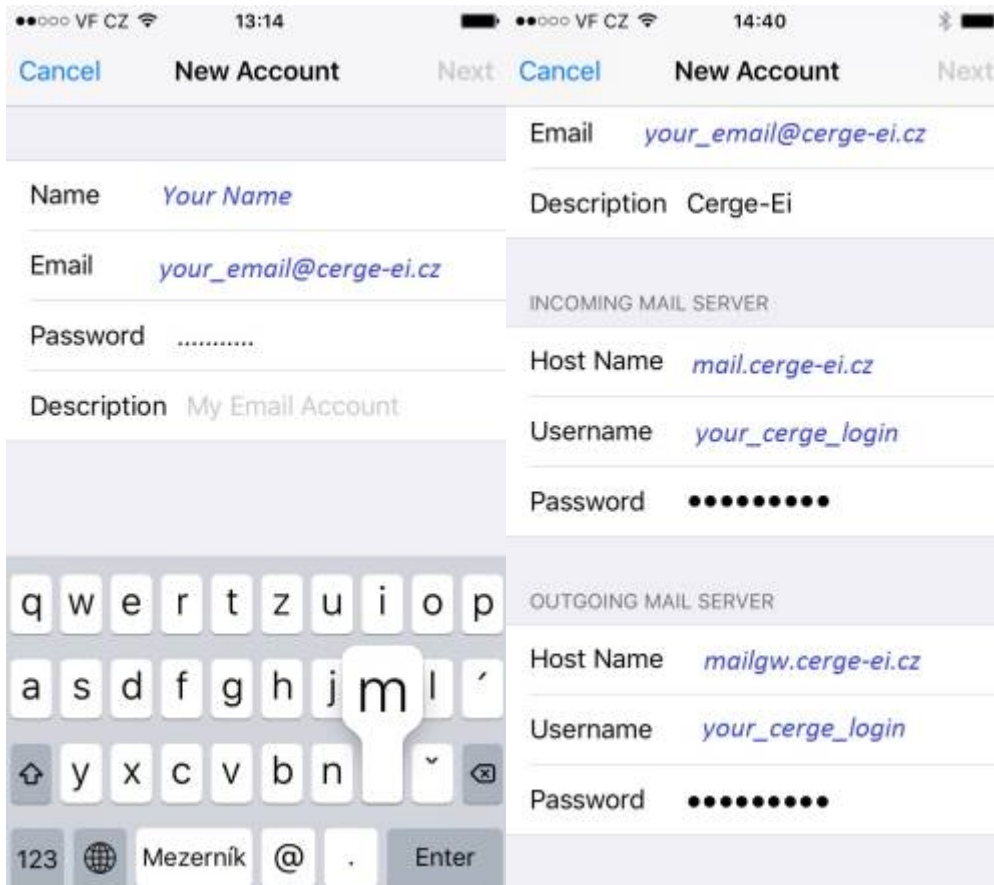 VF CZ 13:14
Cancel New Account Next
Name Your Name
Email your_email@cerge-ei.cz
Password ...........
Description My Email Account
q w e r t z u i o p
a s d f g h j m l ´
y x c v b n ˇ
123 Mezerník @ . Enter
VF CZ 14:40
Cancel New Account Next
Email your_email@cerge-ei.cz
Description Cerge-Ei
INCOMING MAIL SERVER
Host Name mail.cerge-ei.cz
Username your_cerge_login
Password ●●●●●●●●●
OUTGOING MAIL SERVER
Host Name mailgw.cerge-ei.cz
Username your_cerge_login
Password ●●●●●●●●●